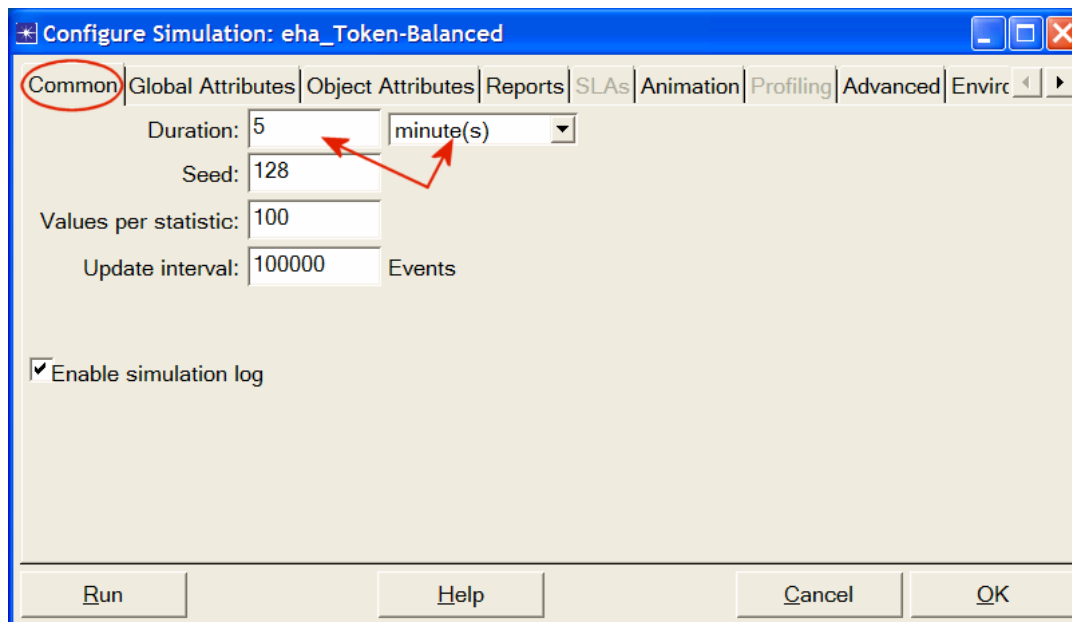 Configure Simulation: eha_Token-Balanced
Common Global Attributes Object Attributes Reports SLAs Animation Profiling Advanced Envirc
Duration: 5 minute(s)
Seed: 128
Values per statistic: 100
Update interval: 100000 Events
Enable simulation log
Run Help Cancel OK